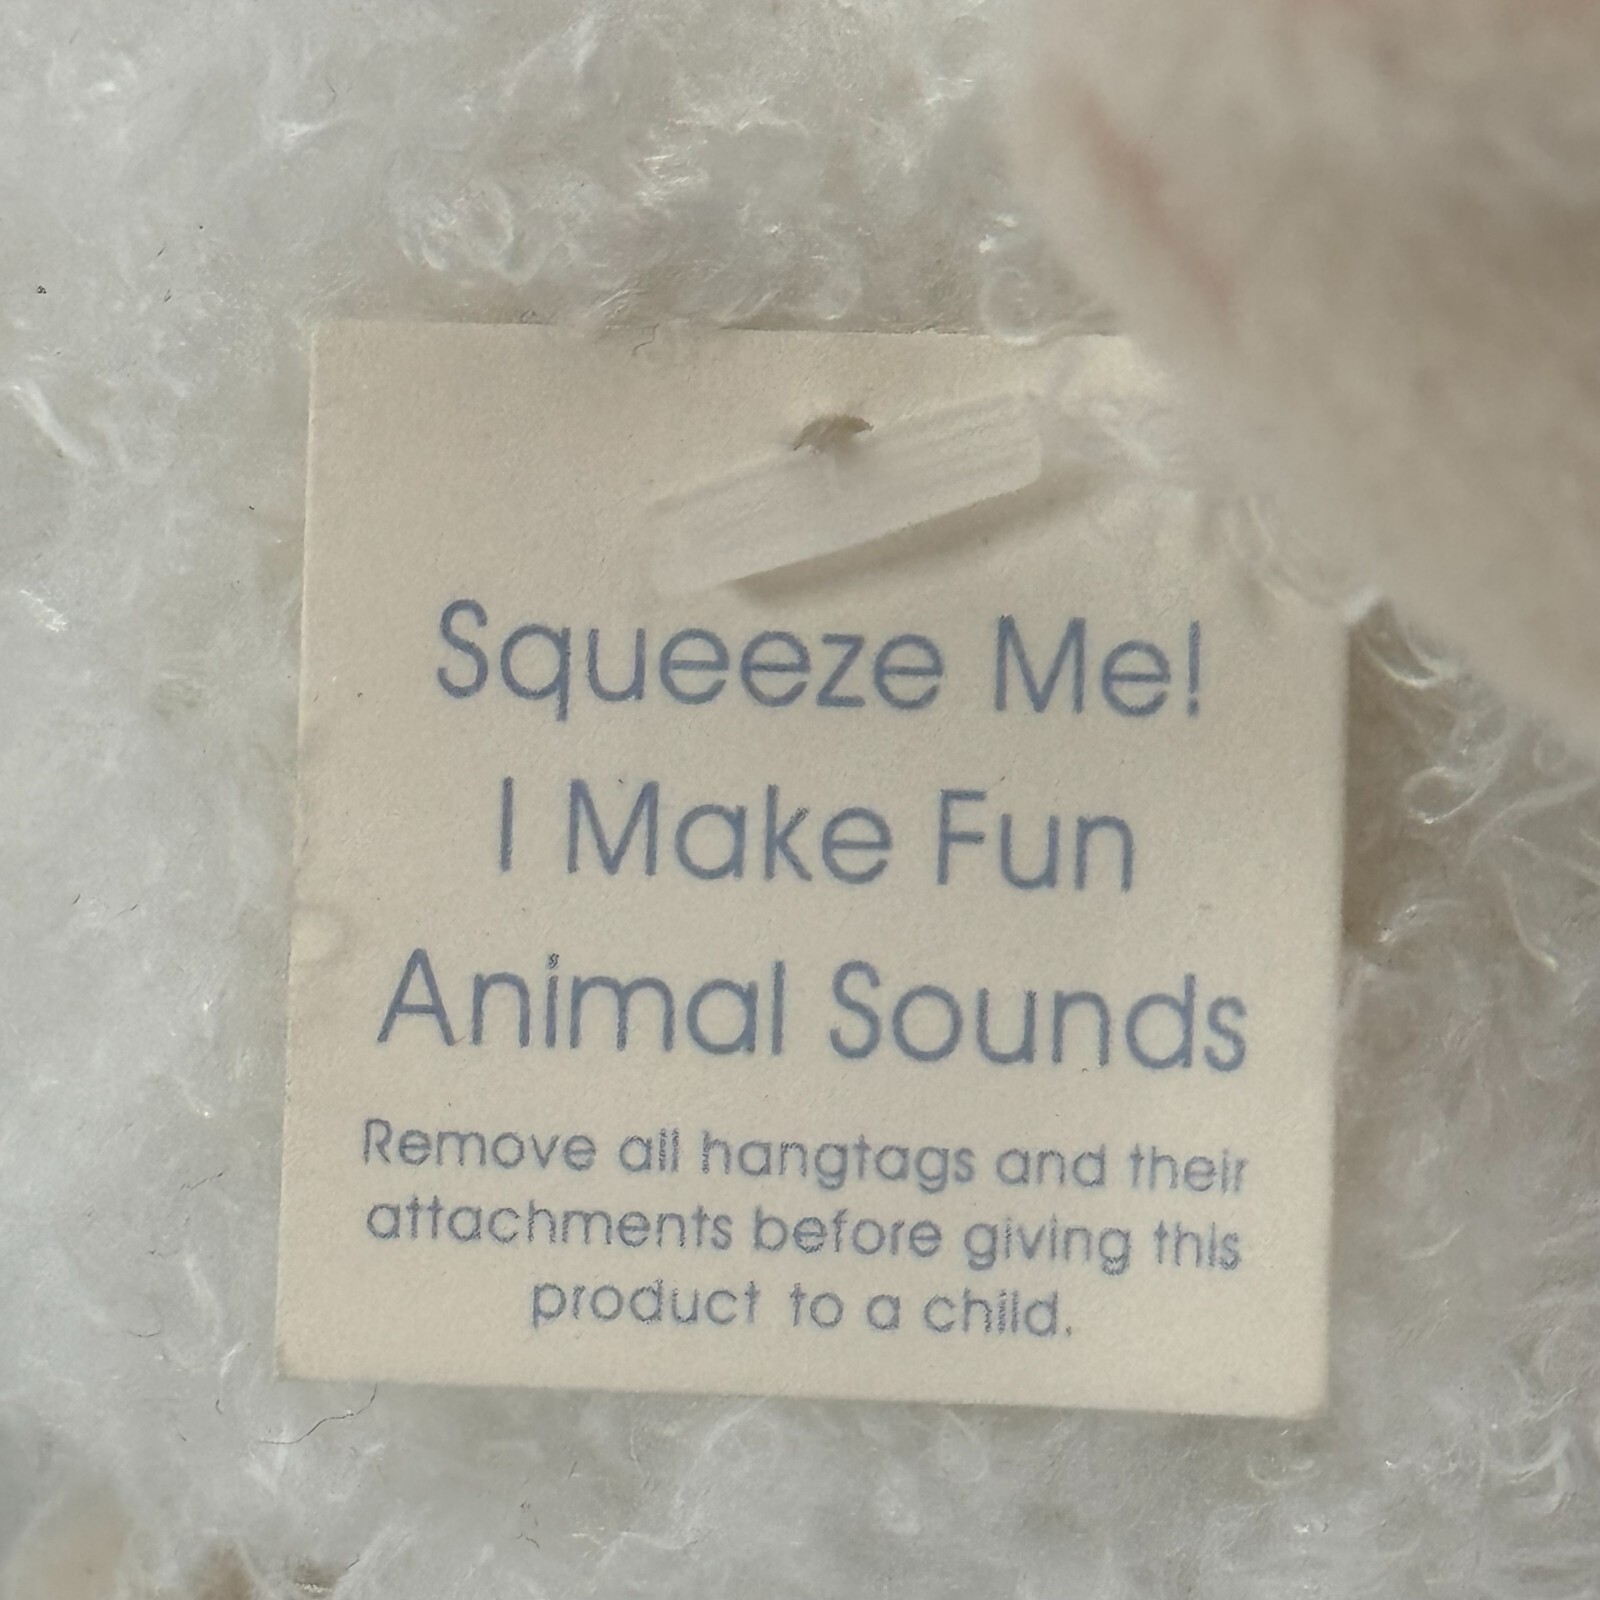 Squeeze Me!
I Make Fun
Animal Sounds
Remove all hangtags and their
attachments before giving this
product to a child.